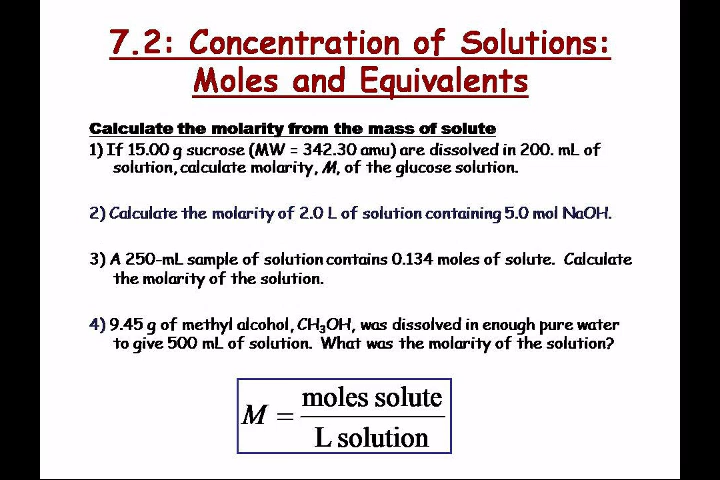 7.2: Concentration of Solutions:
Moles and Equivalents
Calculate the molarity from the mass of solute
1) If 15.00 g sucrose (MW = 342.30 amu) are dissolved in 200. mL of
solution, calculate molarity, M, of the glucose solution.
2) Calculate the molarity of 2.0 L of solution containing 5.0 mol NaOH.
3) A 250-mL sample of solution contains 0.134 moles of solute. Calculate
the molarity of the solution.
4) 9.45 g of methyl alcohol, CH₃OH, was dissolved in enough pure water
to give 500 mL of solution. What was the molarity of the solution?
M = moles solute
L solution